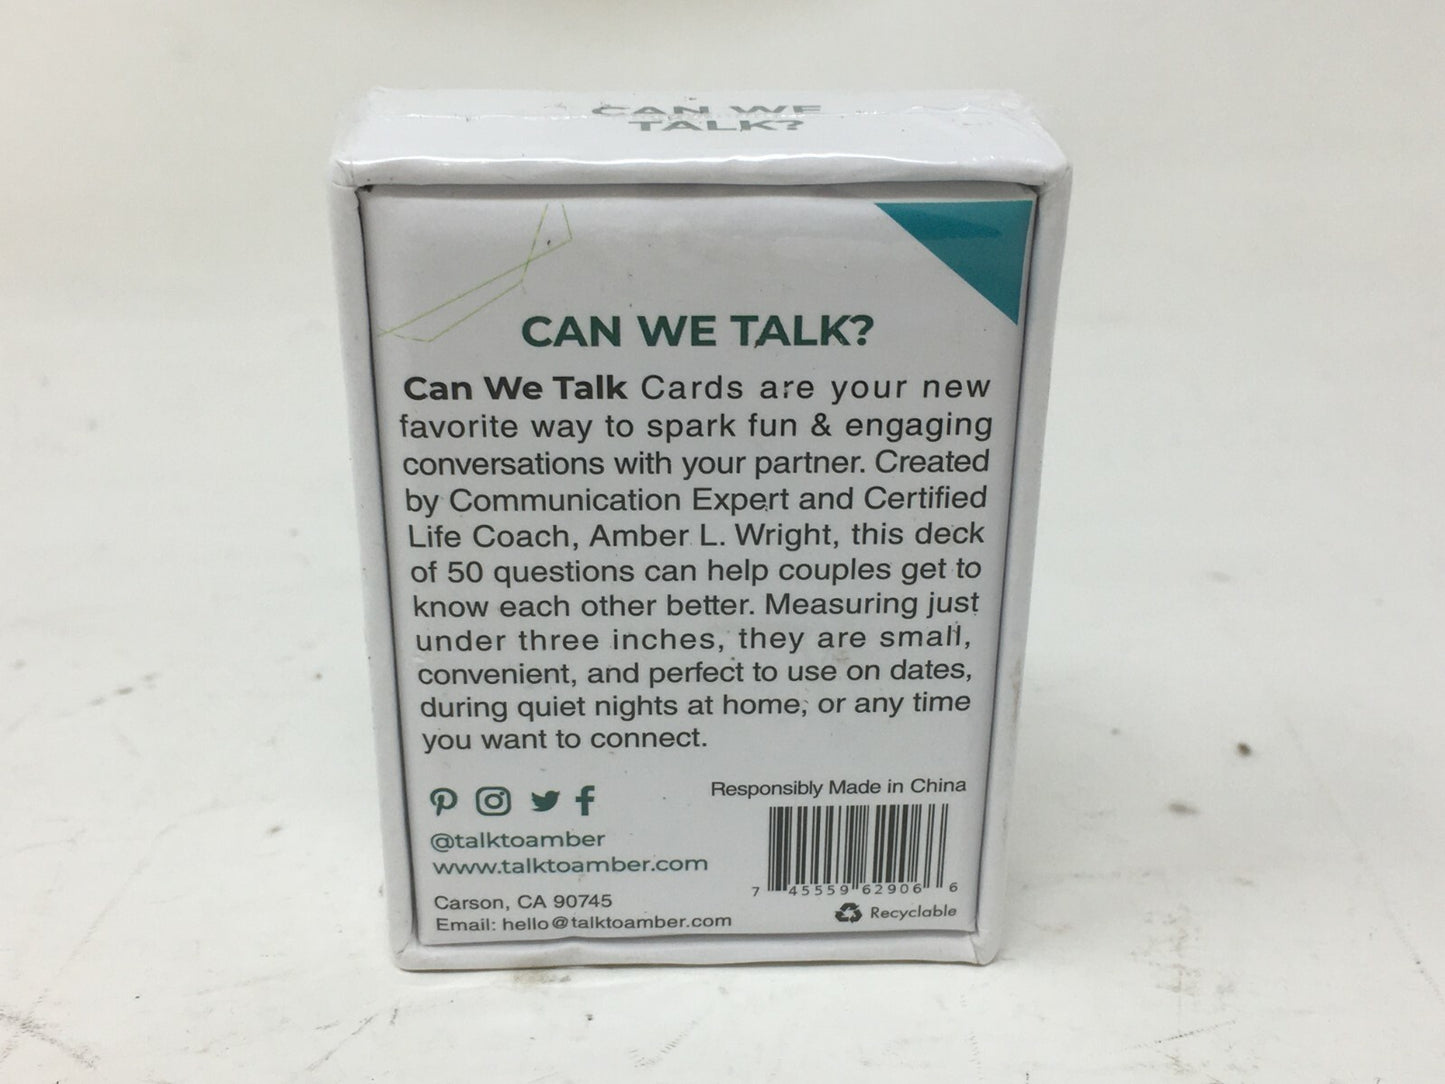 CAN WE
TALK?
CAN WE TALK?
Can We Talk Cards are your new
favorite way to spark fun & engaging
conversations with your partner. Created
by Communication Expert and Certified
Life Coach, Amber L. Wright, this deck
of 50 questions can help couples get to
know each other better. Measuring just
under three inches, they are small,
convenient, and perfect to use on dates,
during quiet nights at home, or any time
you want to connect.
Responsibly Made in China
@talktoamber
www.talktoamber.com
7 45559 62906 6
Carson, CA 90745
Recyclable
Email: hello@talktoamber.com